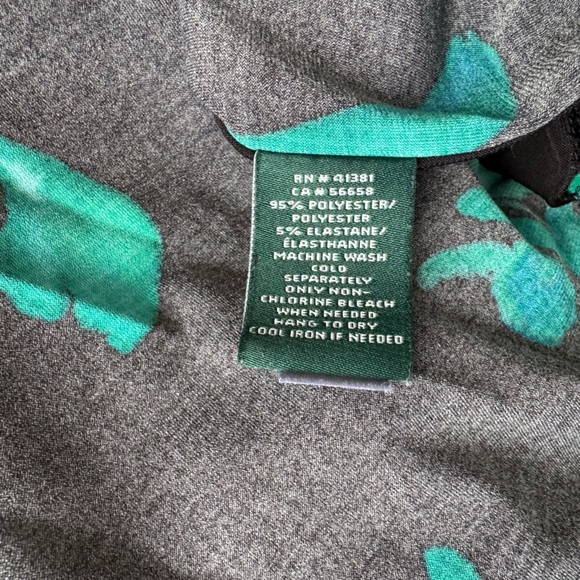 RN # 41381
CA # 56658
95% POLYESTER/
POLYESTER
5% ELASTANE/
ÉLASTHANNE
MACHINE WASH
COLD
SEPARATELY
ONLY NON-
CHLORINE BLEACH
WHEN NEEDED
HANG TO DRY
COOL IRON IF NEEDED